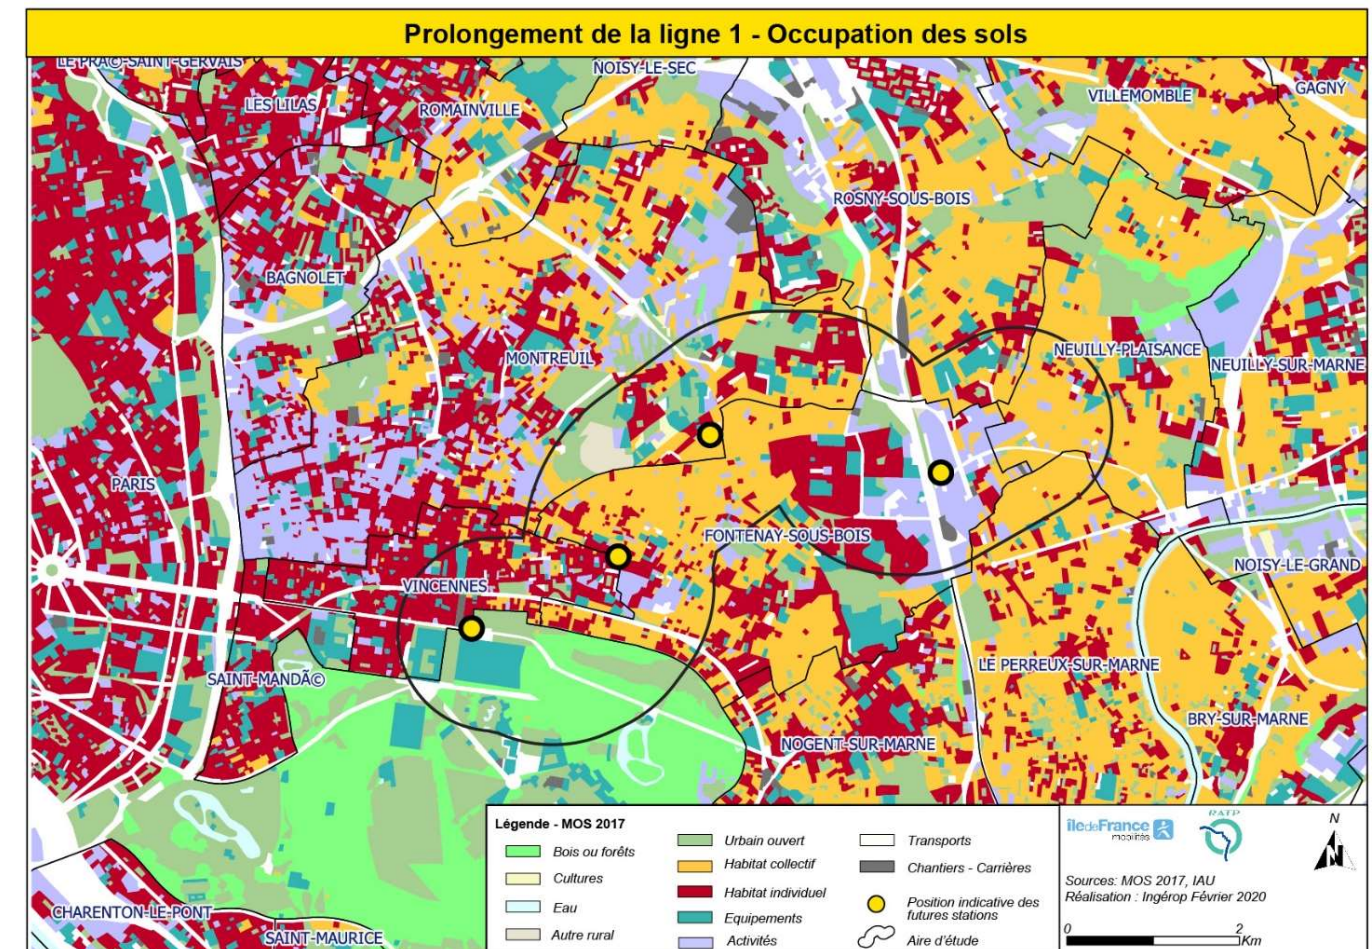 Prolongement de la ligne 1 - Occupation des sols
LE PRÃ©-SAINT-GERVAIS
NOISY-LE-SEC
GAGNY
LES LILAS
ROMAINVILLE
VILLEMOMBLE
ROSNY-SOUS-BOIS
BAGNOLET
MONTREUIL
NEUILLY-PLAISANCE
NEUILLY-SUR-MARNE
PARIS
FONTENAY-SOUS-BOIS
NOISY-LE-GRAND
VINCENNES
SAINT-MANDÃ©
LE PERREUX-SUR-MARNE
BRY-SUR-MARNE
NOGENT-SUR-MARNE
CHARENTON-LE-PONT
SAINT-MAURICE
Légende - MOS 2017
Bois ou forêts
Cultures
Eau
Autre rural
Urbain ouvert
Habitat collectif
Habitat individuel
Equipements
Activités
Transports
Chantiers - Carrières
Position indicative des
futures stations
Aire d'étude
îledeFrance
mobilités
RATP
N
Sources: MOS 2017, IAU
Réalisation : Ingérop Février 2020
0 2
Km